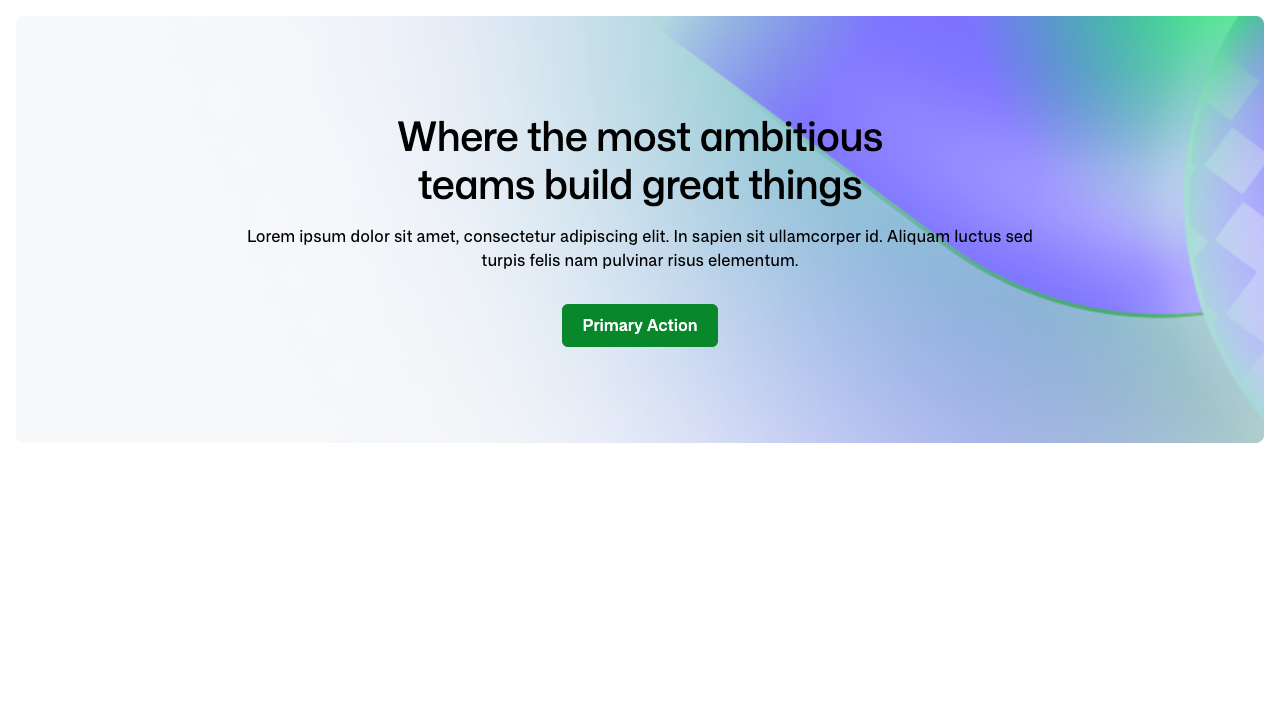 Where the most ambitious
teams build great things
Lorem ipsum dolor sit amet, consectetur adipiscing elit. In sapien sit ullamcorper id. Aliquam luctus sed
turpis felis nam pulvinar risus elementum.
Primary Action